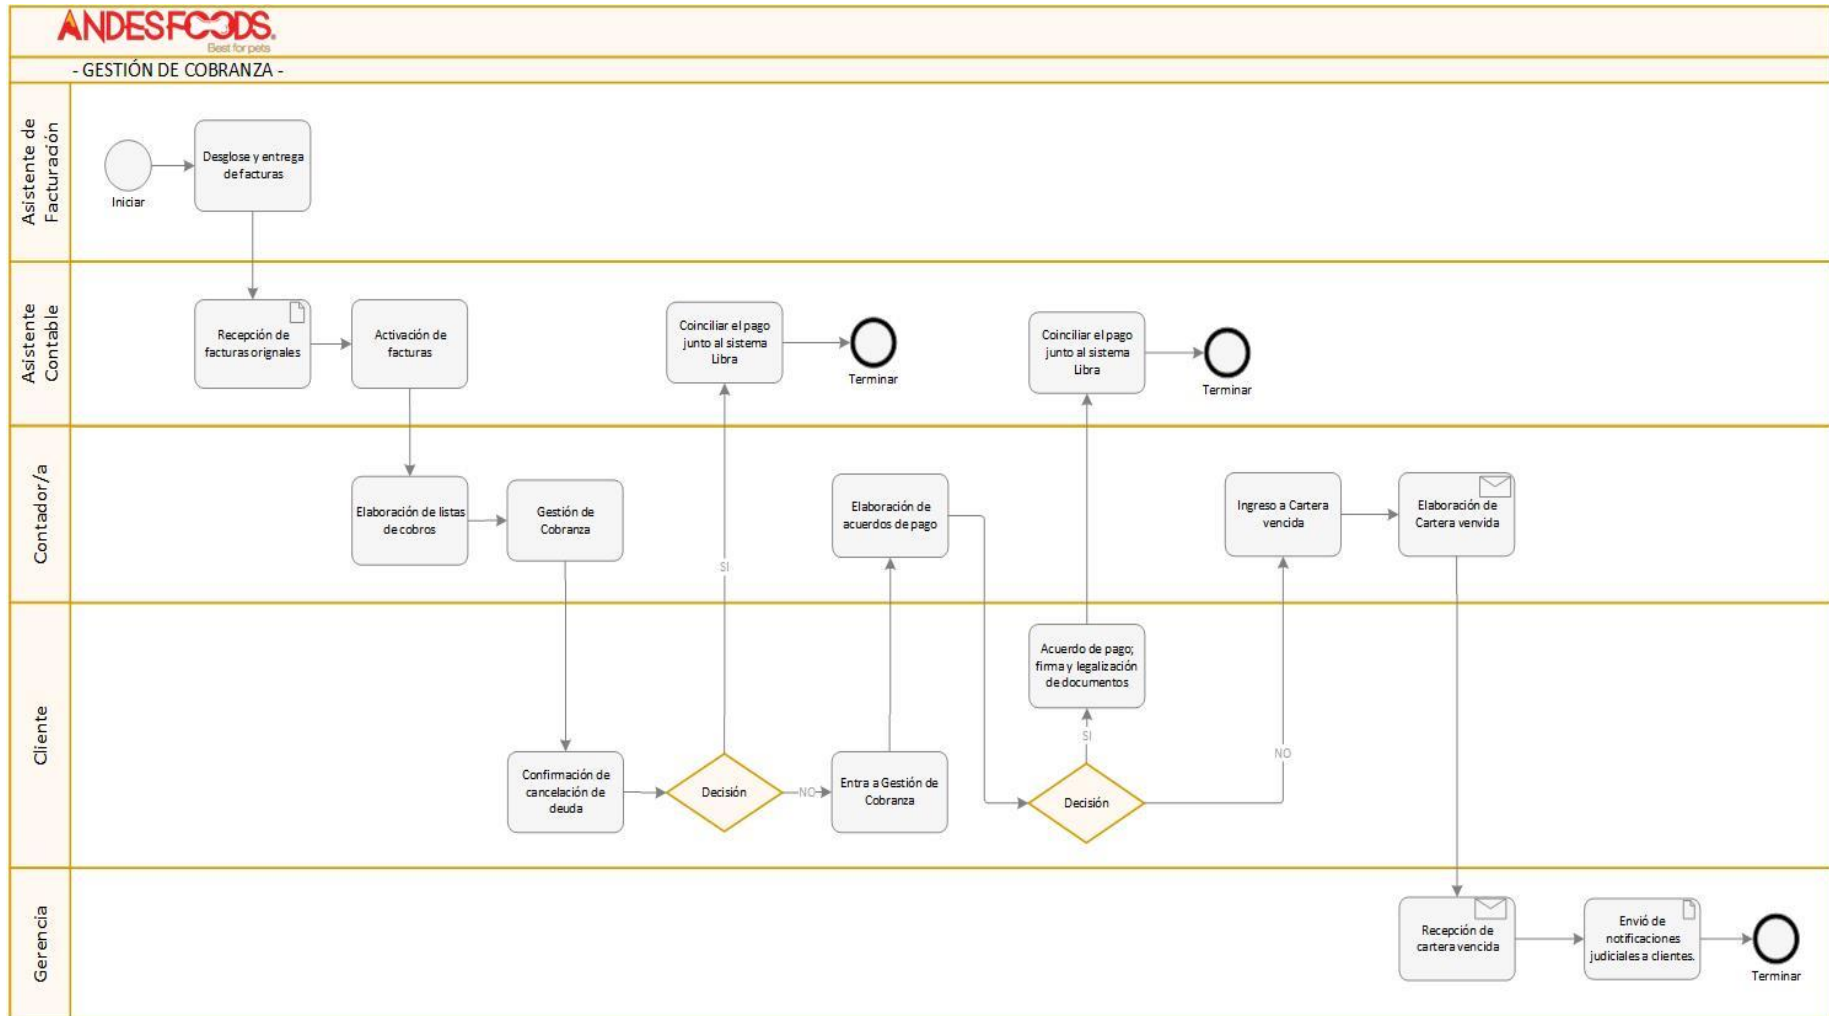 ANDESFOODS.
Best for pets
- GESTIÓN DE COBRANZA -
Asistente de
Facturación
Iniciar
Desglose y entrega
de facturas
Asistente
Contable
Recepción de
facturas orignales
Activación de
facturas
Coinciliar el pago
junto al sistema
Libra
Terminar
Coinciliar el pago
junto al sistema
Libra
Terminar
Contador/a
Elaboración de listas
de cobros
Gestión de
Cobranza
SI
Elaboración de
acuerdos de pago
Ingreso a Cartera
vencida
Elaboración de
Cartera venvida
Cliente
Confirmación de
cancelación de
deuda
Decisión
NO
Entra a Gestión de
Cobranza
Acuerdo de pago;
firma y legalización
de documentos
SI
Decisión
NO
Gerencia
Recepción de
cartera vencida
Envió de
notificaciones
judiciales a clientes.
Terminar